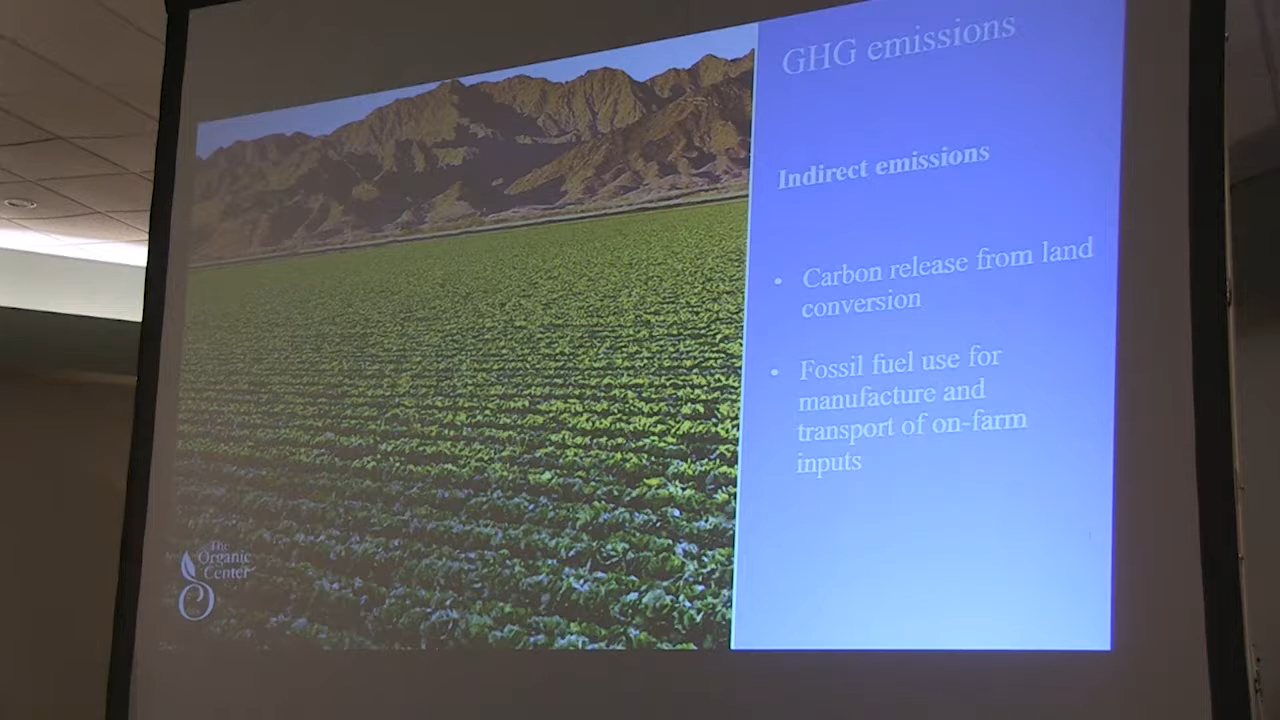 GHG emissions
Indirect emissions
• Carbon release from land
conversion
• Fossil fuel use for
manufacture and
transport of on-farm
inputs
The
Organic
Center